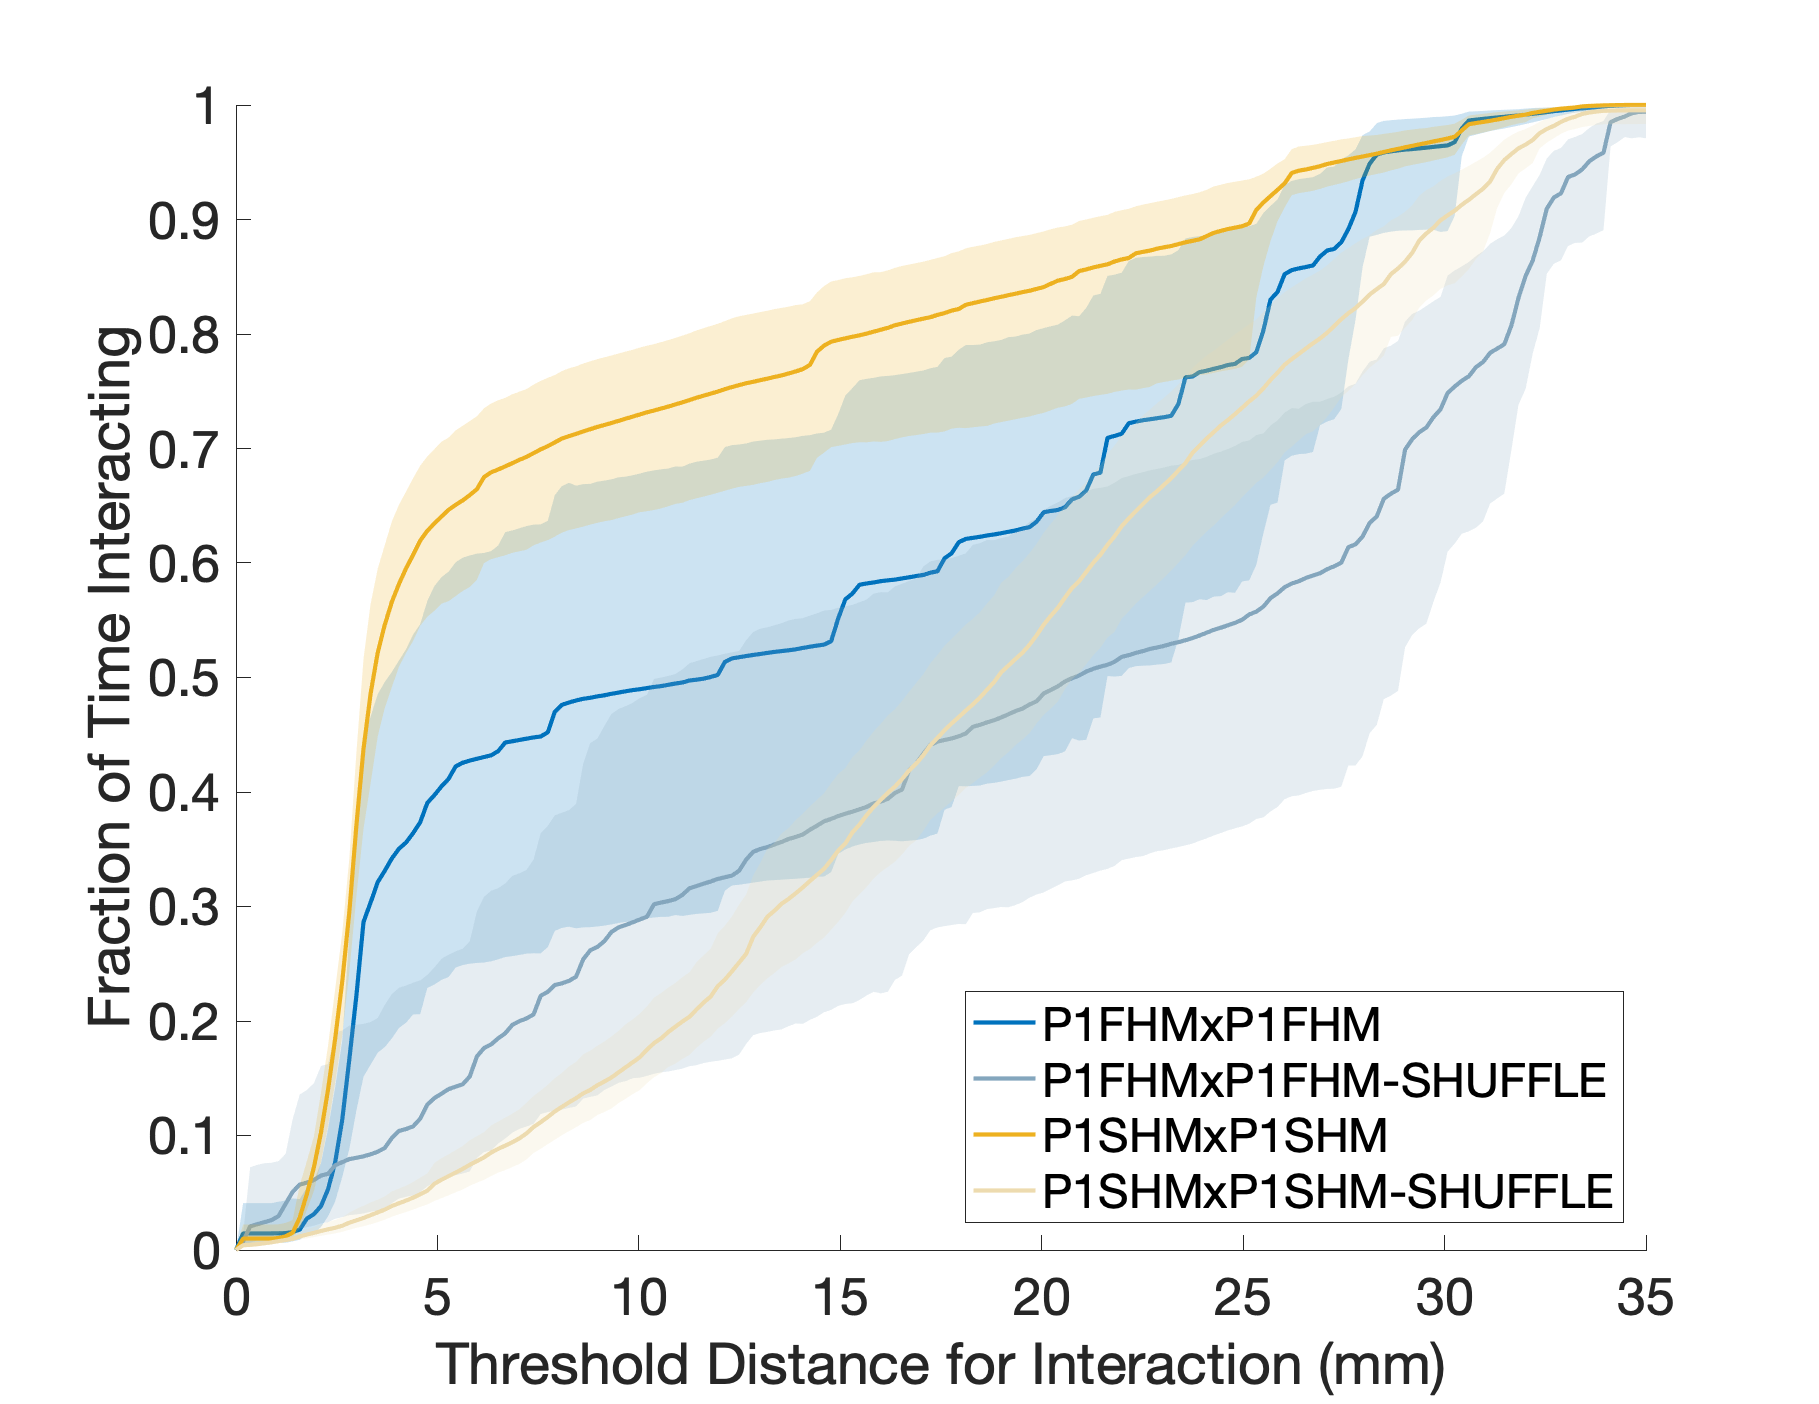 Fraction of Time Interacting
1
0.9
0.8
0.7
0.6
0.5
0.4
0.3
0.2
0.1
0
0 5 10 15 20 25 30 35
Threshold Distance for Interaction (mm)
P1FHMxP1FHM
P1FHMxP1FHM-SHUFFLE
P1SHMxP1SHM
P1SHMxP1SHM-SHUFFLE